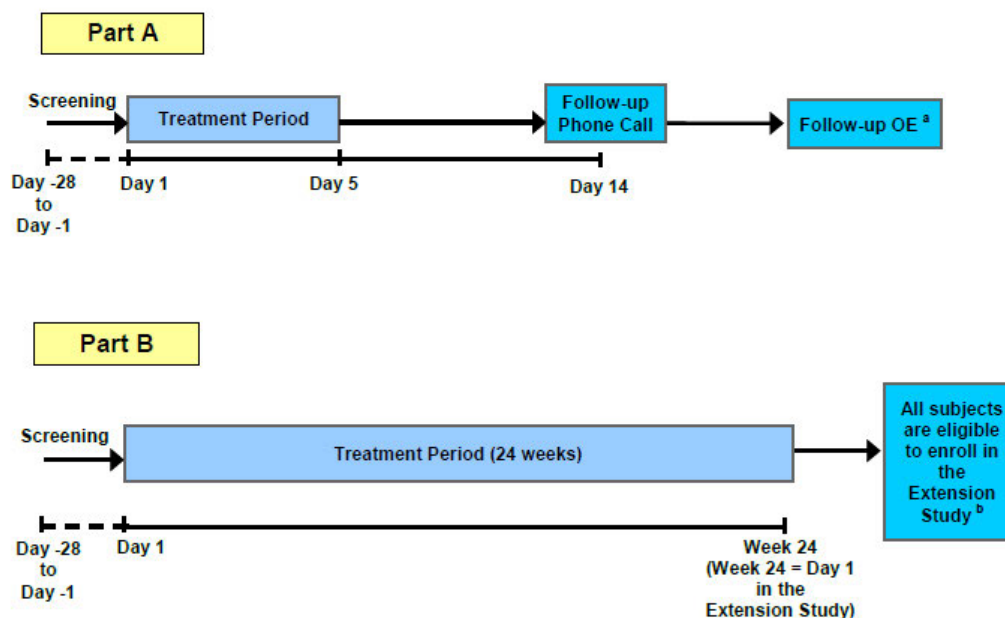 Part A
Screening
Treatment Period
Follow-up
Phone Call
Follow-up OE a
Day -28
to
Day -1
Day 1
Day 5
Day 14
Part B
Screening
Treatment Period (24 weeks)
All subjects
are eligible
to enroll in
the
Extension
Study b
Day -28
to
Day -1
Day 1
Week 24
(Week 24 = Day 1
in the
Extension Study)